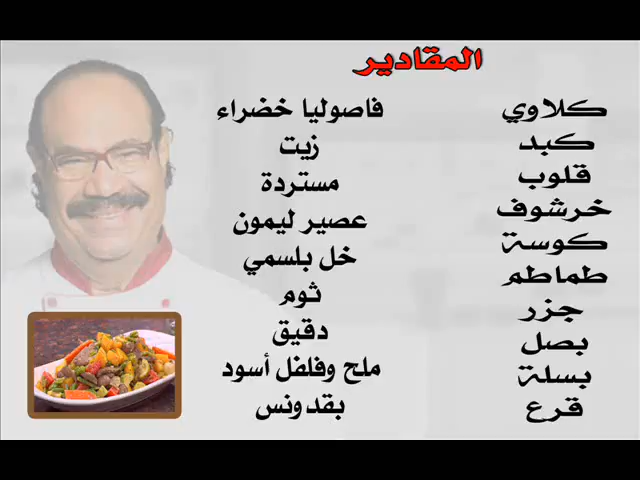 المقادير
كلاوي
كبد
قلوب
خرشوف
كوسة
طماطم
جزر
بصل
بسلة
قرع
فاصوليا خضراء
زيت
مستردة
عصير ليمون
خل بلسمي
ثوم
دقيق
ملح وفلفل أسود
بقدونس